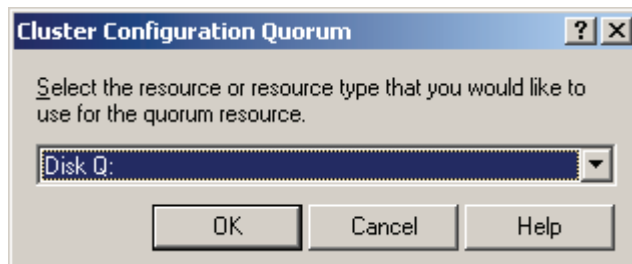 Cluster Configuration Quorum
Select the resource or resource type that you would like to
use for the quorum resource.
Disk Q:
OK Cancel Help